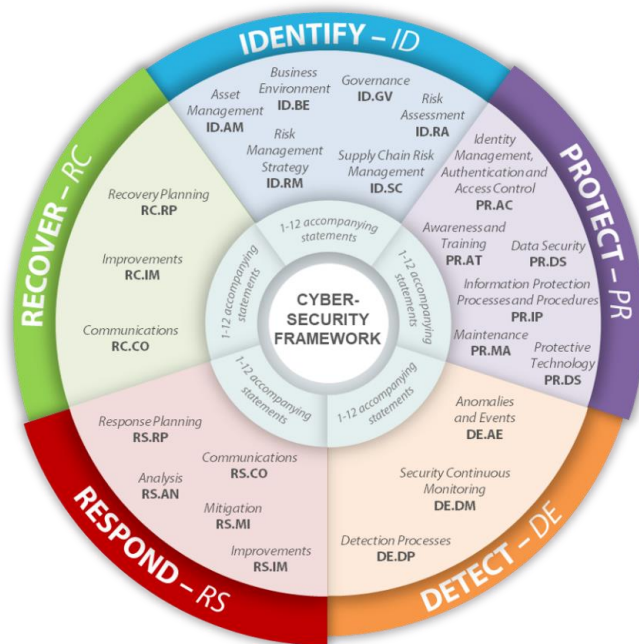 IDENTIFY – ID
Asset
Management
ID.AM
Business
Environment
ID.BE
Governance
ID.GV
Risk
Assessment
ID.RA
Risk
Management
Strategy
ID.RM
Supply Chain Risk
Management
ID.SC
PROTECT – PR
Identity
Management,
Authentication and
Access Control
PR.AC
Awareness and
Training
PR.AT
Data Security
PR.DS
Information Protection
Processes and Procedures
PR.IP
Maintenance
PR.MA
Protective
Technology
PR.DS
DETECT – DE
Anomalies
and Events
DE.AE
Security Continuous
Monitoring
DE.DM
Detection Processes
DE.DP
RESPOND – RS
Response Planning
RS.RP
Communications
RS.CO
Analysis
RS.AN
Mitigation
RS.MI
Improvements
RS.IM
RECOVER – RC
Recovery Planning
RC.RP
Improvements
RC.IM
Communications
RC.CO
1-12 accompanying
statements
1-12 accompanying
statements
1-12 accompanying
statements
1-12 accompanying
statements
1-12 accompanying
statements
CYBER-
SECURITY
FRAMEWORK